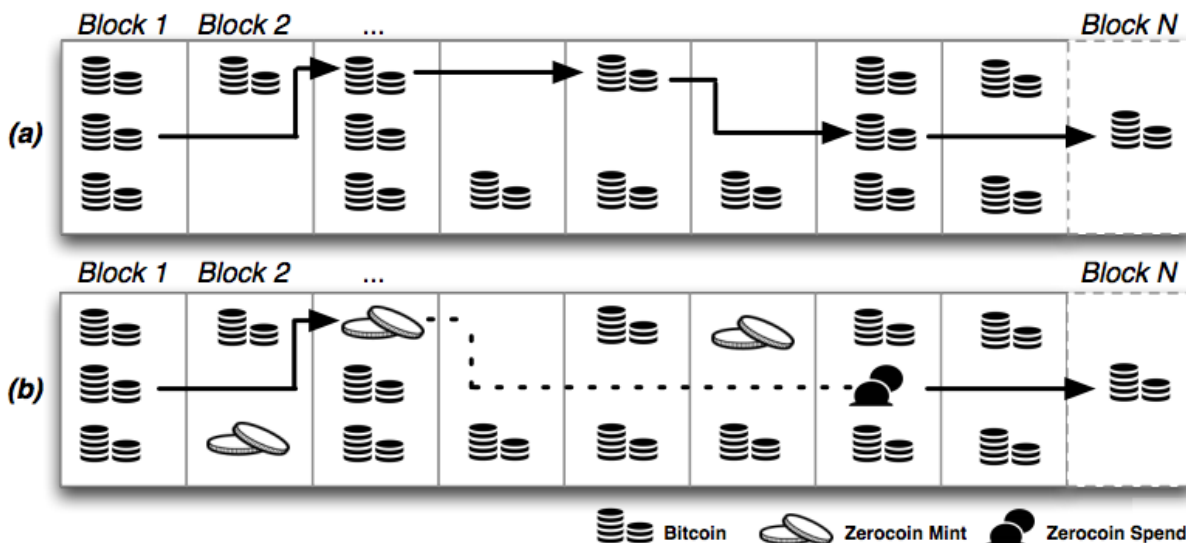 Block 1 Block 2 ... Block N
(a)
Block 1 Block 2 ... Block N
(b)
Bitcoin Zerocoin Mint Zerocoin Spend